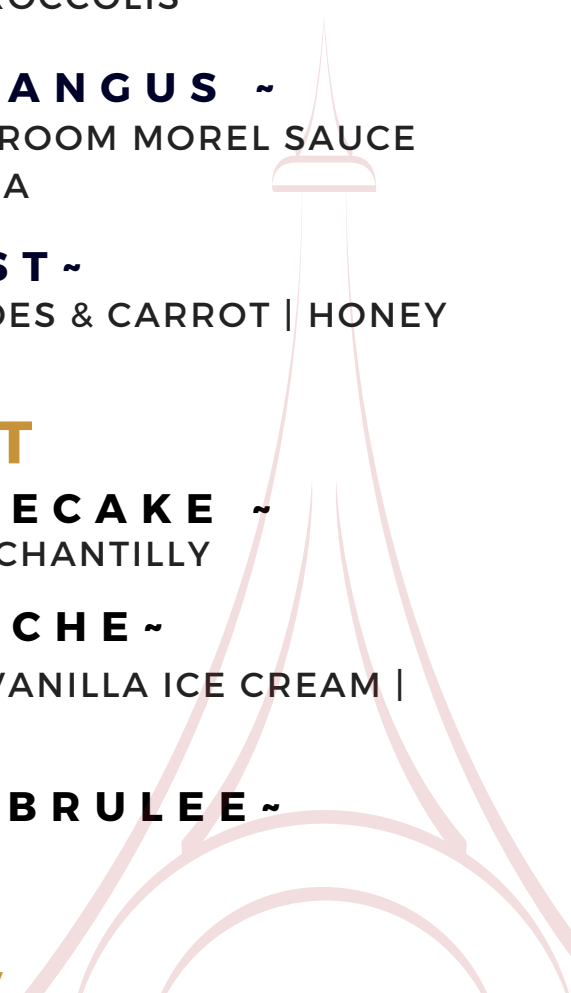 ROCCOLIS
ANGUS ~
ROOM MOREL SAUCE
A
ST~
DES & CARROT | HONEY
T
ECAKE ~
CHANTILLY
CHE~
VANILLA ICE CREAM |
BRULEE~